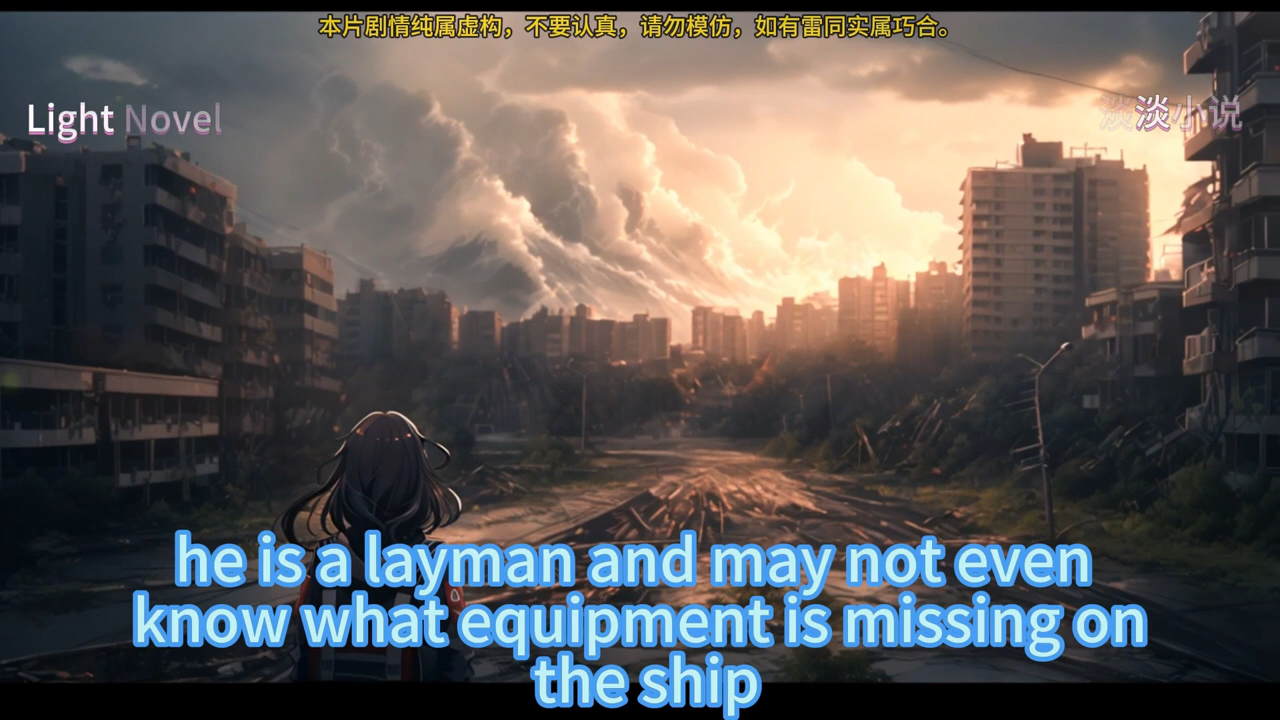 本片剧情纯属虚构，不要认真，请勿模仿，如有雷同实属巧合。
Light Novel
淡淡小说
he is a layman and may not even
know what equipment is missing on
the ship